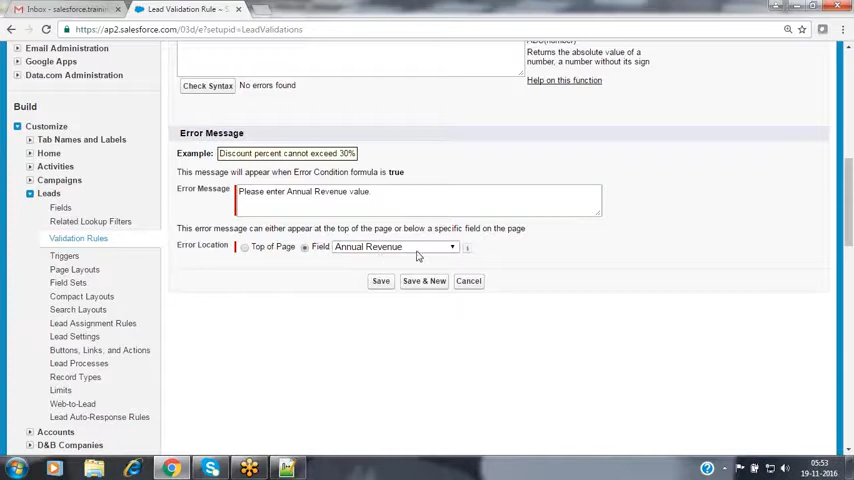 Inbox - salesforce.trainin
Lead Validation Rule ~ S
https://ap2.salesforce.com/03d/e?setupid=LeadValidations
Email Administration
Google Apps
Data.com Administration
Build
Customize
Tab Names and Labels
Home
Activities
Campaigns
Leads
Fields
Related Lookup Filters
Validation Rules
Triggers
Page Layouts
Field Sets
Compact Layouts
Search Layouts
Lead Assignment Rules
Lead Settings
Buttons, Links, and Actions
Lead Processes
Record Types
Limits
Web-to-Lead
Lead Auto-Response Rules
Accounts
D&B Companies
ABS(number)
Returns the absolute value of a
number, a number without its sign
Help on this function
Check Syntax No errors found
Error Message
Example: Discount percent cannot exceed 30%
This message will appear when Error Condition formula is true
Error Message Please enter Annual Revenue value.
This error message can either appear at the top of the page or below a specific field on the page
Error Location Top of Page Field Annual Revenue i
Save Save & New Cancel
05:53
19-11-2016